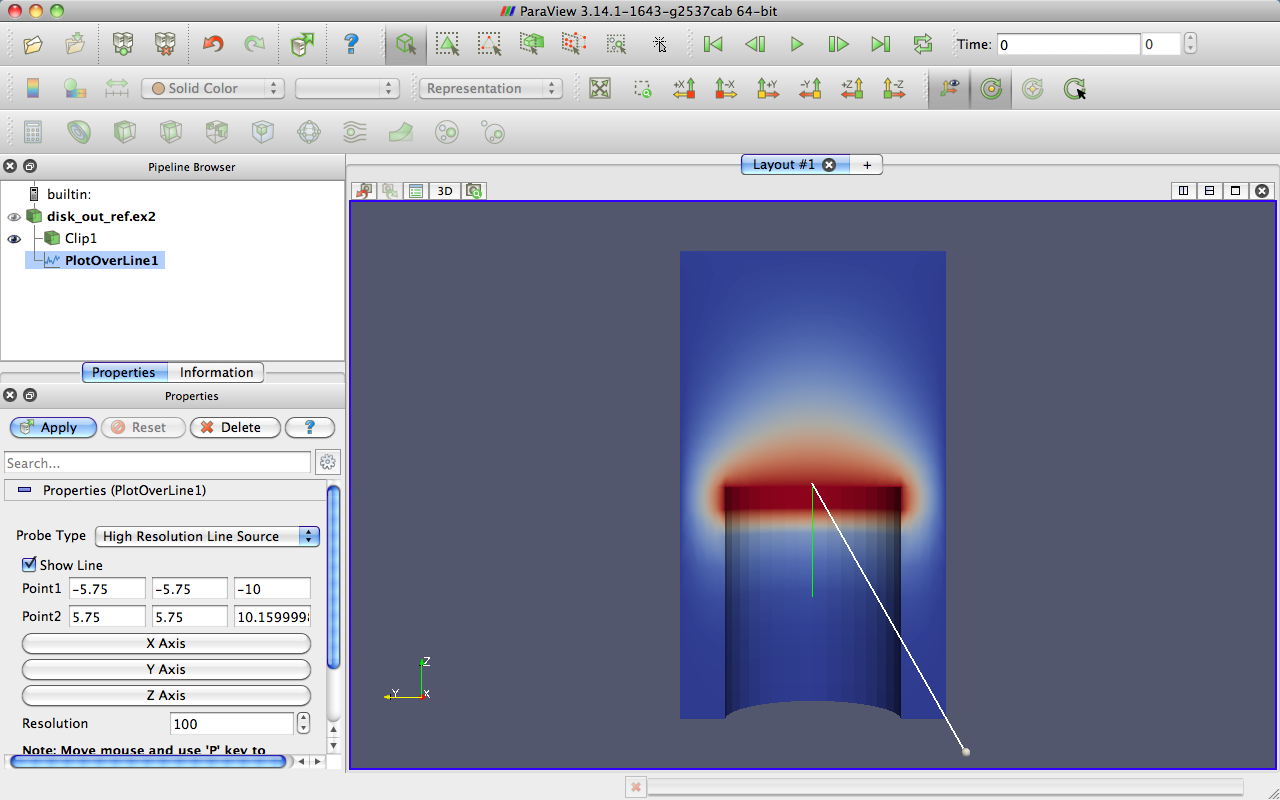 ParaView 3.14.1-1643-g2537cab 64-bit
? Time: 0 0
Solid Color Representation +X -X +Y -Y +Z -Z
Pipeline Browser
Layout #1 +
builtin:
3D
disk_out_ref.ex2
Clip1
PlotOverLine1
Properties Information
Properties
Apply Reset Delete ?
Search...
Properties (PlotOverLine1)
Probe Type High Resolution Line Source
Show Line
Point1 -5.75 -5.75 -10
Point2 5.75 5.75 10.1599998
X Axis
Y Axis
Z Axis
Z
Y X
Resolution 100
Note: Move mouse and use 'P' key to